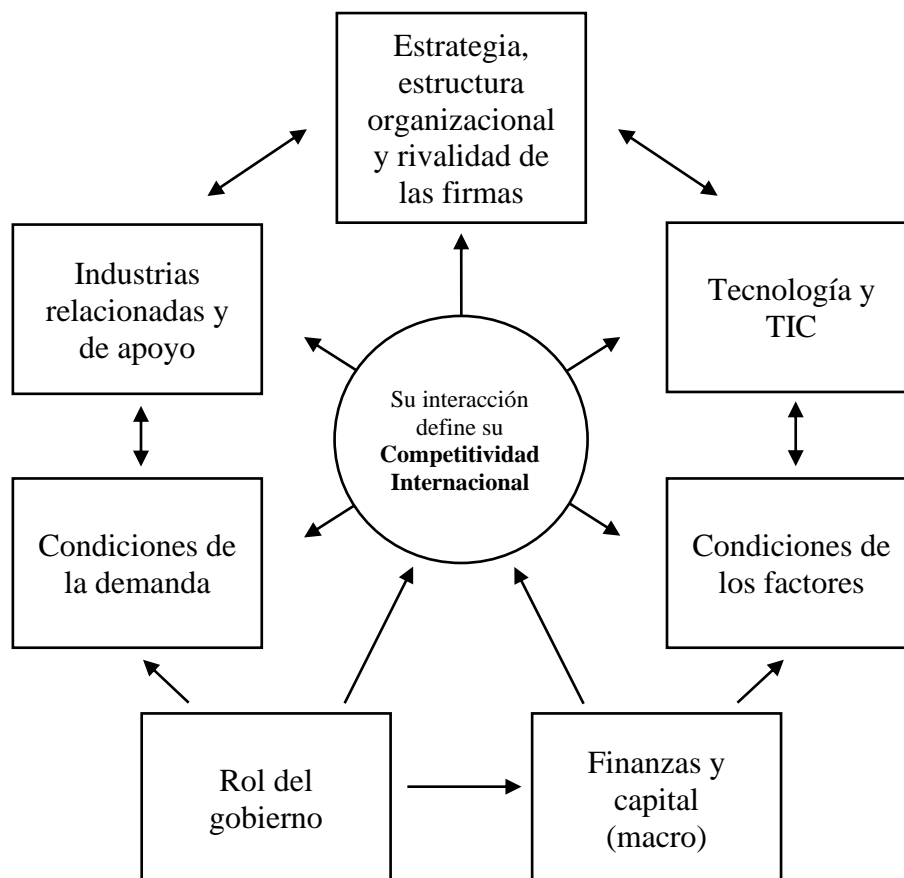 Estrategia,
estructura
organizacional
y rivalidad de
las firmas
Industrias
relacionadas y
de apoyo
Tecnología y
TIC
Su interacción
define su
Competitividad
Internacional
Condiciones de
la demanda
Condiciones de
los factores
Rol del
gobierno
Finanzas y
capital
(macro)